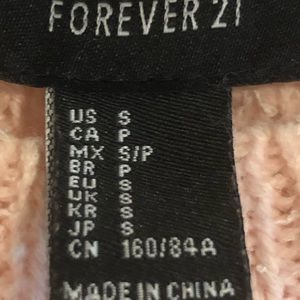 FOREVER 21
US S
CA P
MX S/P
BR P
EU S
UK S
KR S
JP S
CN 160/84A
MADE IN CHINA